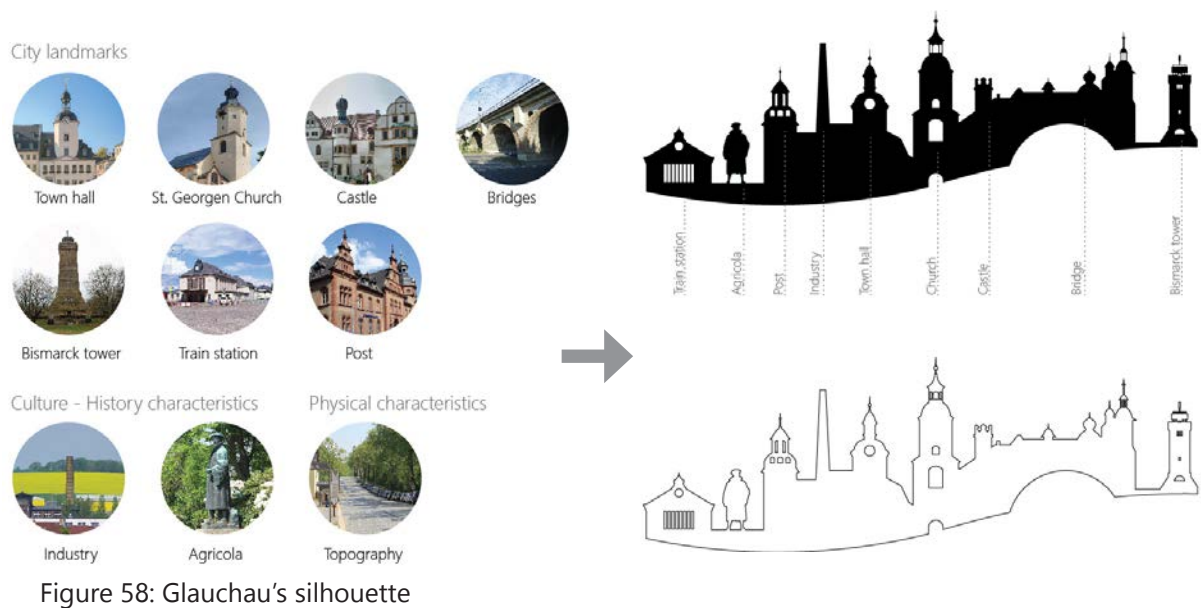 City landmarks
Town hall
St. Georgen Church
Castle
Bridges
Bismarck tower
Train station
Post
Culture - History characteristics
Physical characteristics
Industry
Agricola
Topography
Train station
Agricola
Post
Industry
Town hall
Church
Castle
Bridge
Bismarck tower
Figure 58: Glauchau’s silhouette